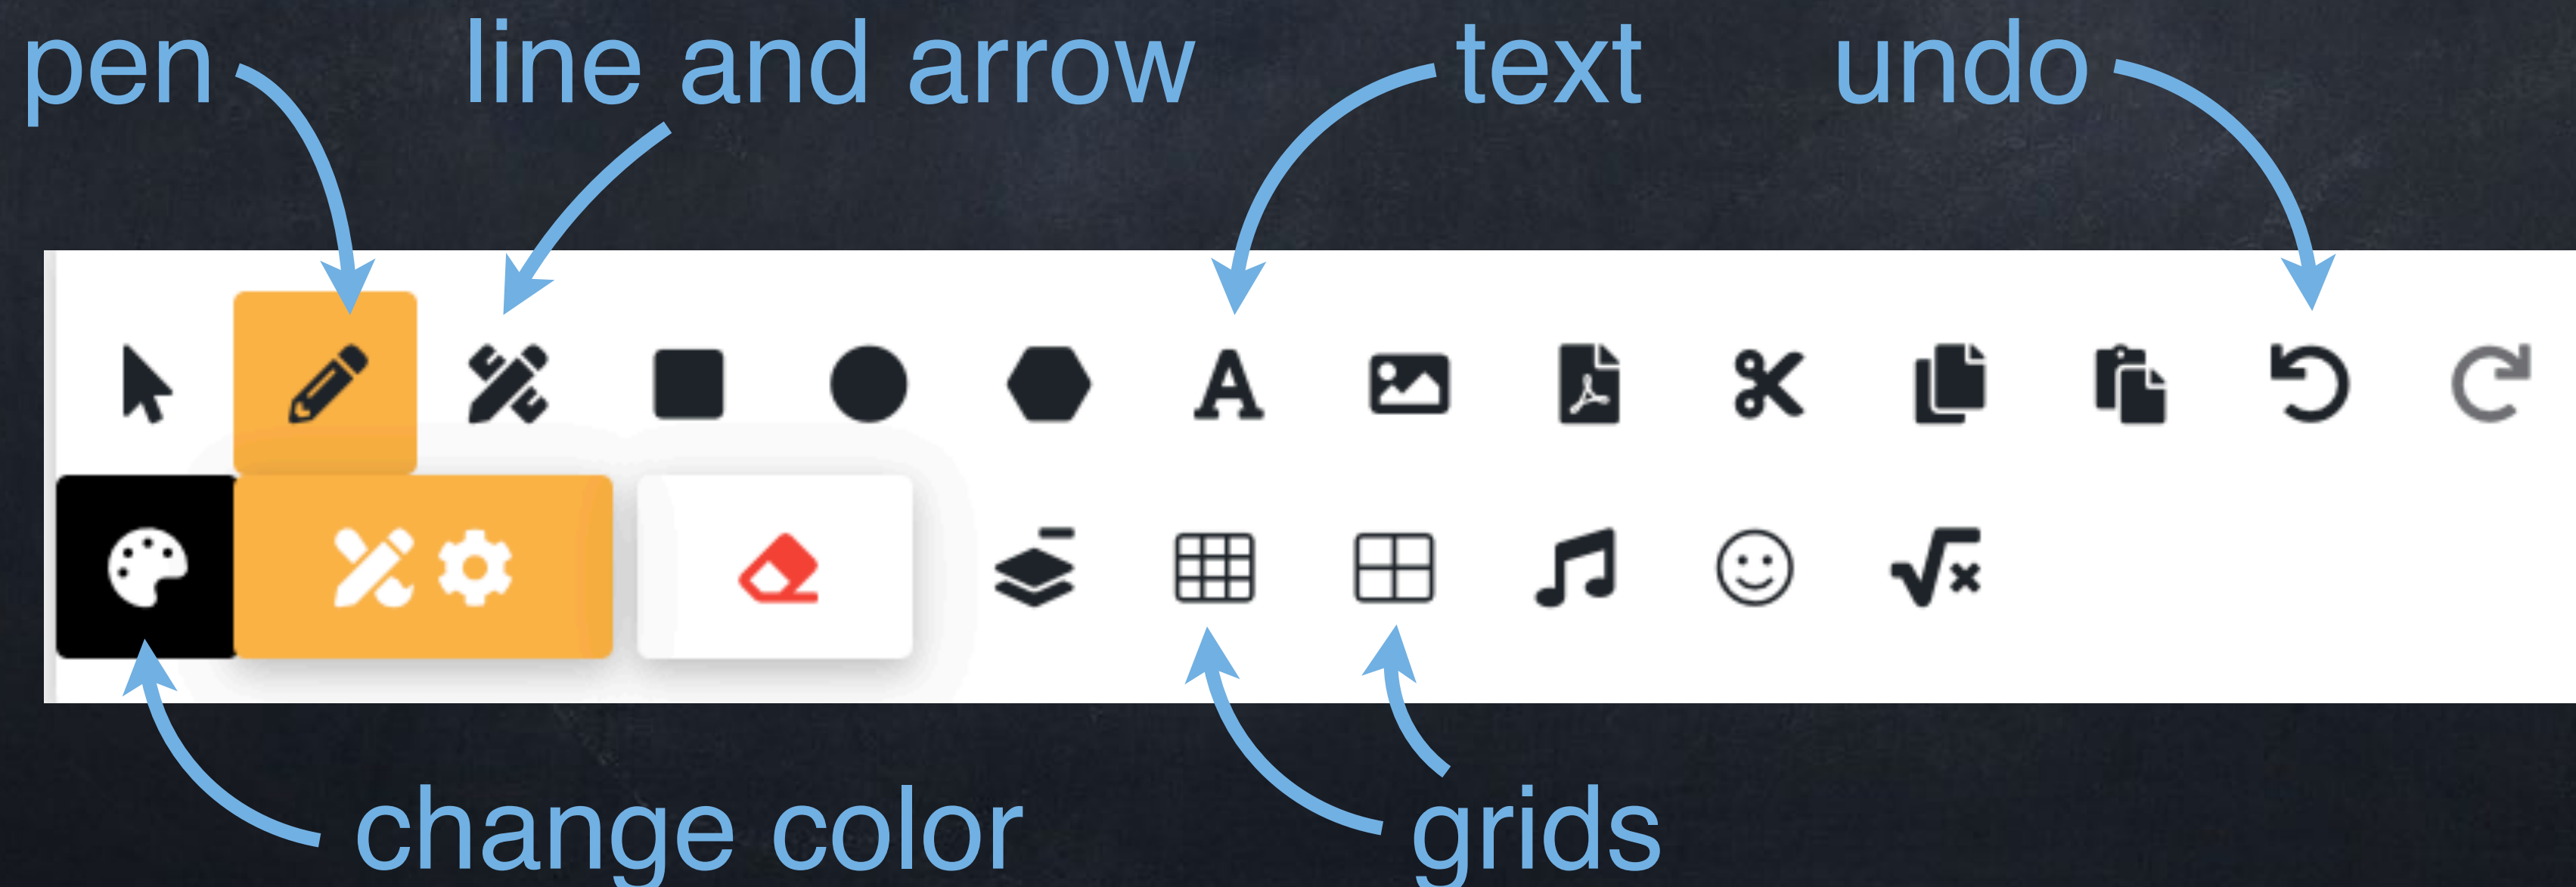 pen
line and arrow
text
undo
A
√x
change color
grids